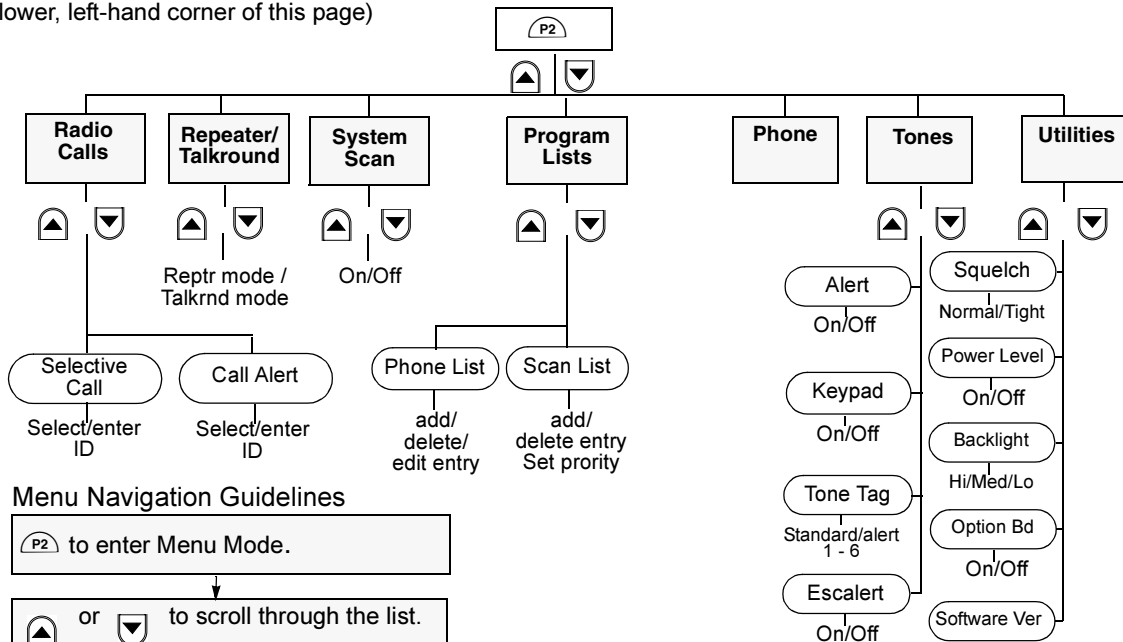 lower, left-hand corner of this page)
P2
Radio
Calls
Repeater/
Talkround
System
Scan
Program
Lists
Phone
Tones
Utilities
Reptr mode /
Talkrnd mode
On/Off
Selective
Call
Select/enter
ID
Call Alert
Select/enter
ID
Phone List
add/
delete/
edit entry
Scan List
add/
delete entry
Set prority
Alert
On/Off
Keypad
On/Off
Tone Tag
Standard/alert
1 - 6
Escalert
On/Off
Squelch
Normal/Tight
Power Level
On/Off
Backlight
Hi/Med/Lo
Option Bd
On/Off
Software Ver
Menu Navigation Guidelines
P2 to enter Menu Mode.
or to scroll through the list.